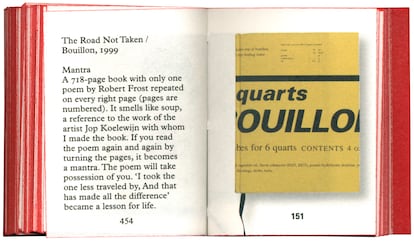 The Road Not Taken /
Bouillon, 1999
Mantra
A 718-page book with only one
poem by Robert Frost repeated
on every right page (pages are
numbered). It smells like soup,
a reference to the work of the
artist Jop Koelewijn with whom
I made the book. If you read
the poem again and again by
turning the pages, it becomes
a mantra. The poem will take
possession of you. ‘I took the
one less traveled by, And that
has made all the difference’
became a lesson for life.
454
quarts
OUILLO
hes for 6 quarts CONTENTS 4 o
151